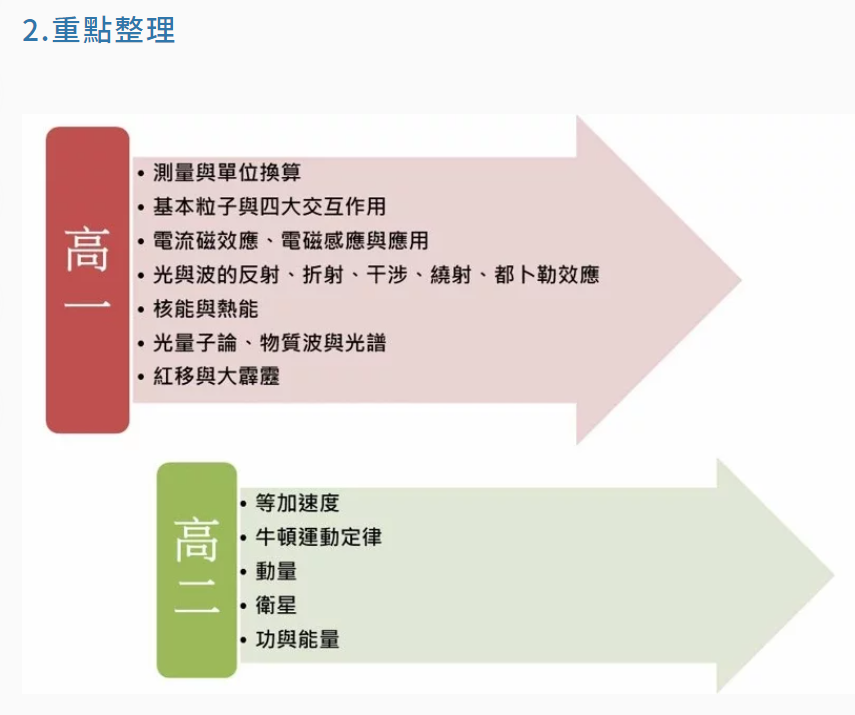 2.重點整理
高一
• 測量與單位換算
• 基本粒子與四大交互作用
• 電流磁效應、電磁感應與應用
• 光與波的反射、折射、干涉、繞射、都卜勒效應
• 核能與熱能
• 光量子論、物質波與光譜
• 紅移與大霹靂
高二
• 等加速度
• 牛頓運動定律
• 動量
• 衛星
• 功與能量